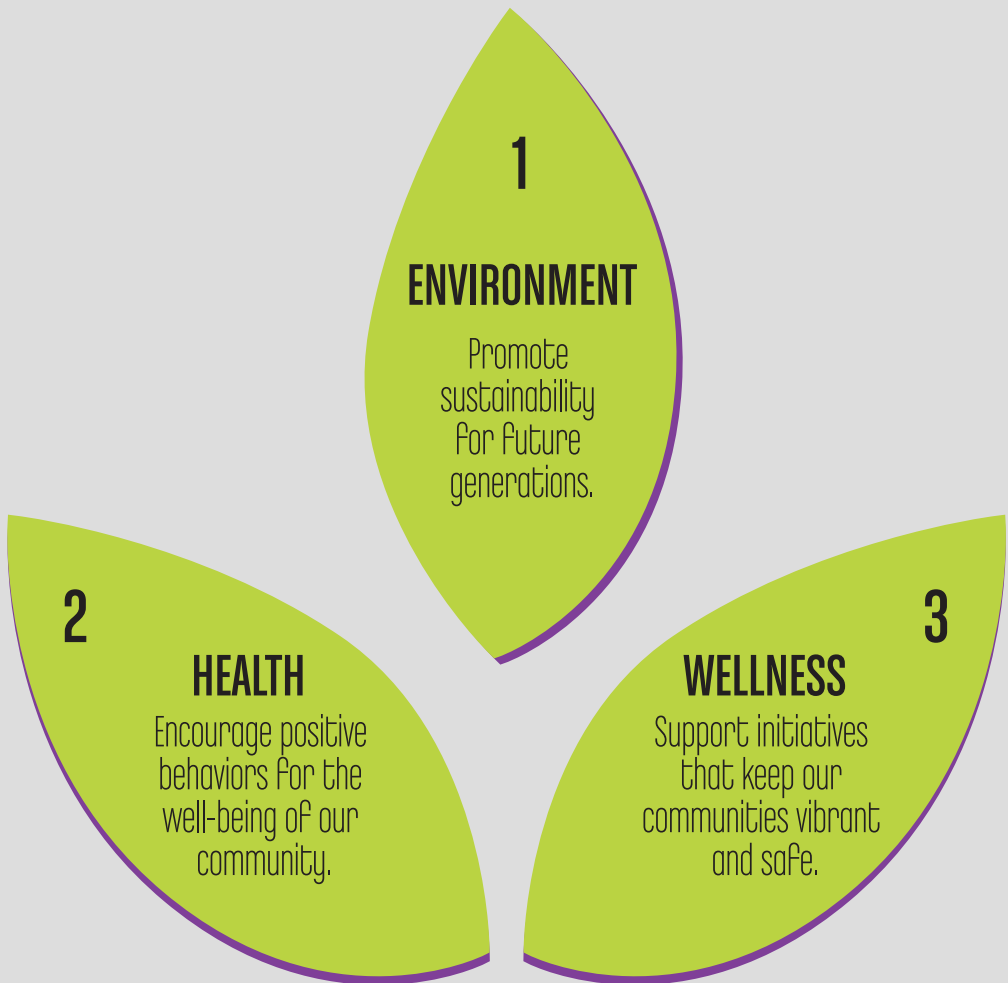 1
ENVIRONMENT
Promote
sustainability
for future
generations.
2
HEALTH
Encourage positive
behaviors for the
well-being of our
community.
3
WELLNESS
Support initiatives
that keep our
communities vibrant
and safe.